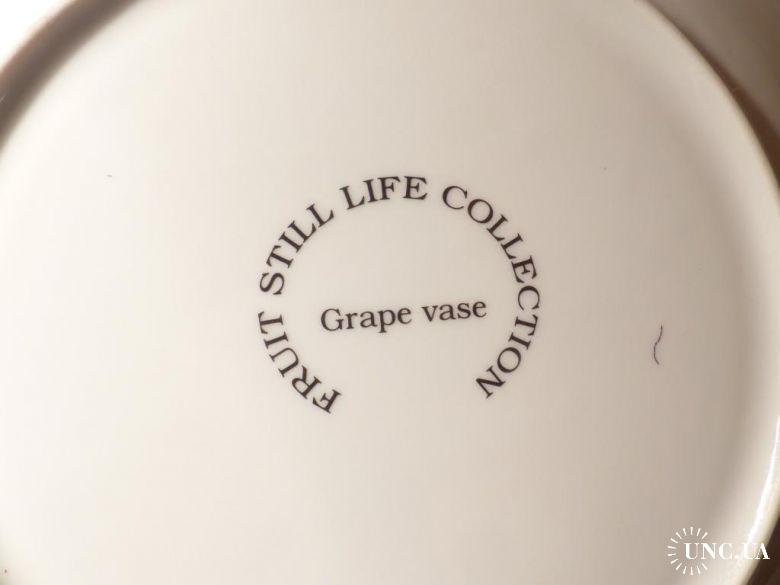 FRUIT STILL LIFE COLLECTION
Grape vase
UNC.UA